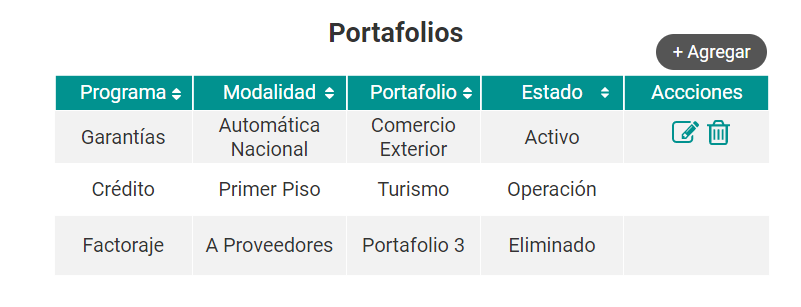 Portafolios
+ Agregar
Programa Modalidad Portafolio Estado Accciones
Garantías Automática Nacional Comercio Exterior Activo
Crédito Primer Piso Turismo Operación
Factoraje A Proveedores Portafolio 3 Eliminado